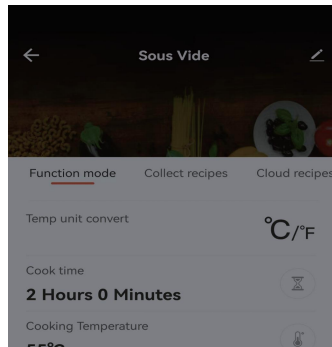 Sous Vide
Function mode Collect recipes Cloud recipes
Temp unit convert
°C/°F
Cook time
2 Hours 0 Minutes
Cooking Temperature
55°C